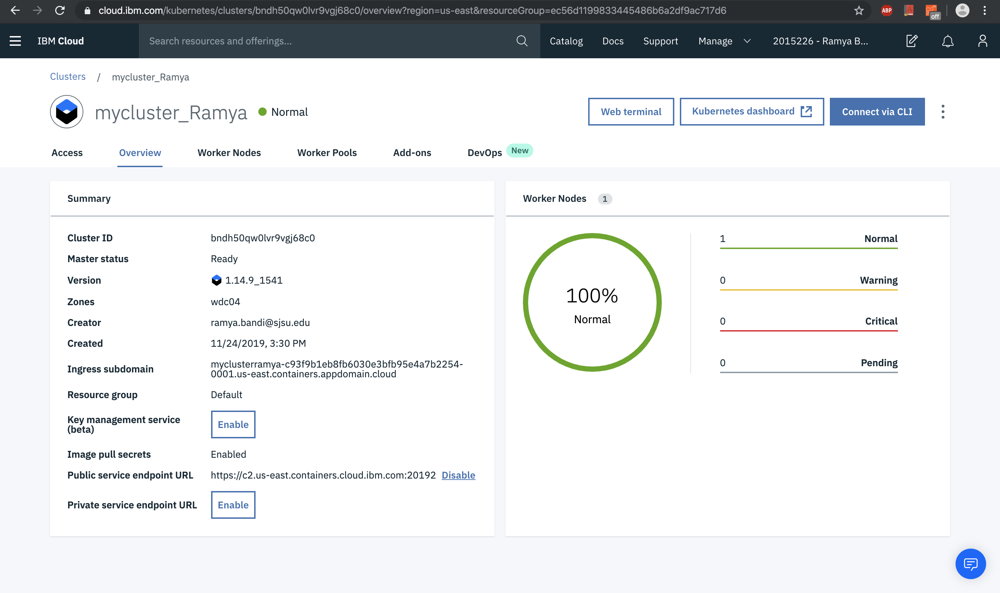 cloud.ibm.com/kubernetes/clusters/bndh50qw0lvr9vgj68c0/overview?region=us-east&resourceGroup=ec56d1199833445486b6a2df9ac717d6
ABP
off
IBM Cloud
Search resources and offerings...
Catalog
Docs
Support
Manage
2015226 - Ramya B...
Clusters / mycluster_Ramya
mycluster_Ramya
Normal
Web terminal
Kubernetes dashboard
Connect via CLI
Access
Overview
Worker Nodes
Worker Pools
Add-ons
DevOps
New
Summary
Cluster ID bndh50qw0lvr9vgj68c0
Master status Ready
Version 1.14.9_1541
Zones wdc04
Creator ramya.bandi@sjsu.edu
Created 11/24/2019, 3:30 PM
Ingress subdomain myclusterramya-c93f9b1eb8fb6030e3bfb95e4a7b2254-
0001.us-east.containers.appdomain.cloud
Resource group Default
Key management service
(beta)
Enable
Image pull secrets Enabled
Public service endpoint URL https://c2.us-east.containers.cloud.ibm.com:20192 Disable
Private service endpoint URL Enable
Worker Nodes 1
100%
Normal
1 Normal
0 Warning
0 Critical
0 Pending